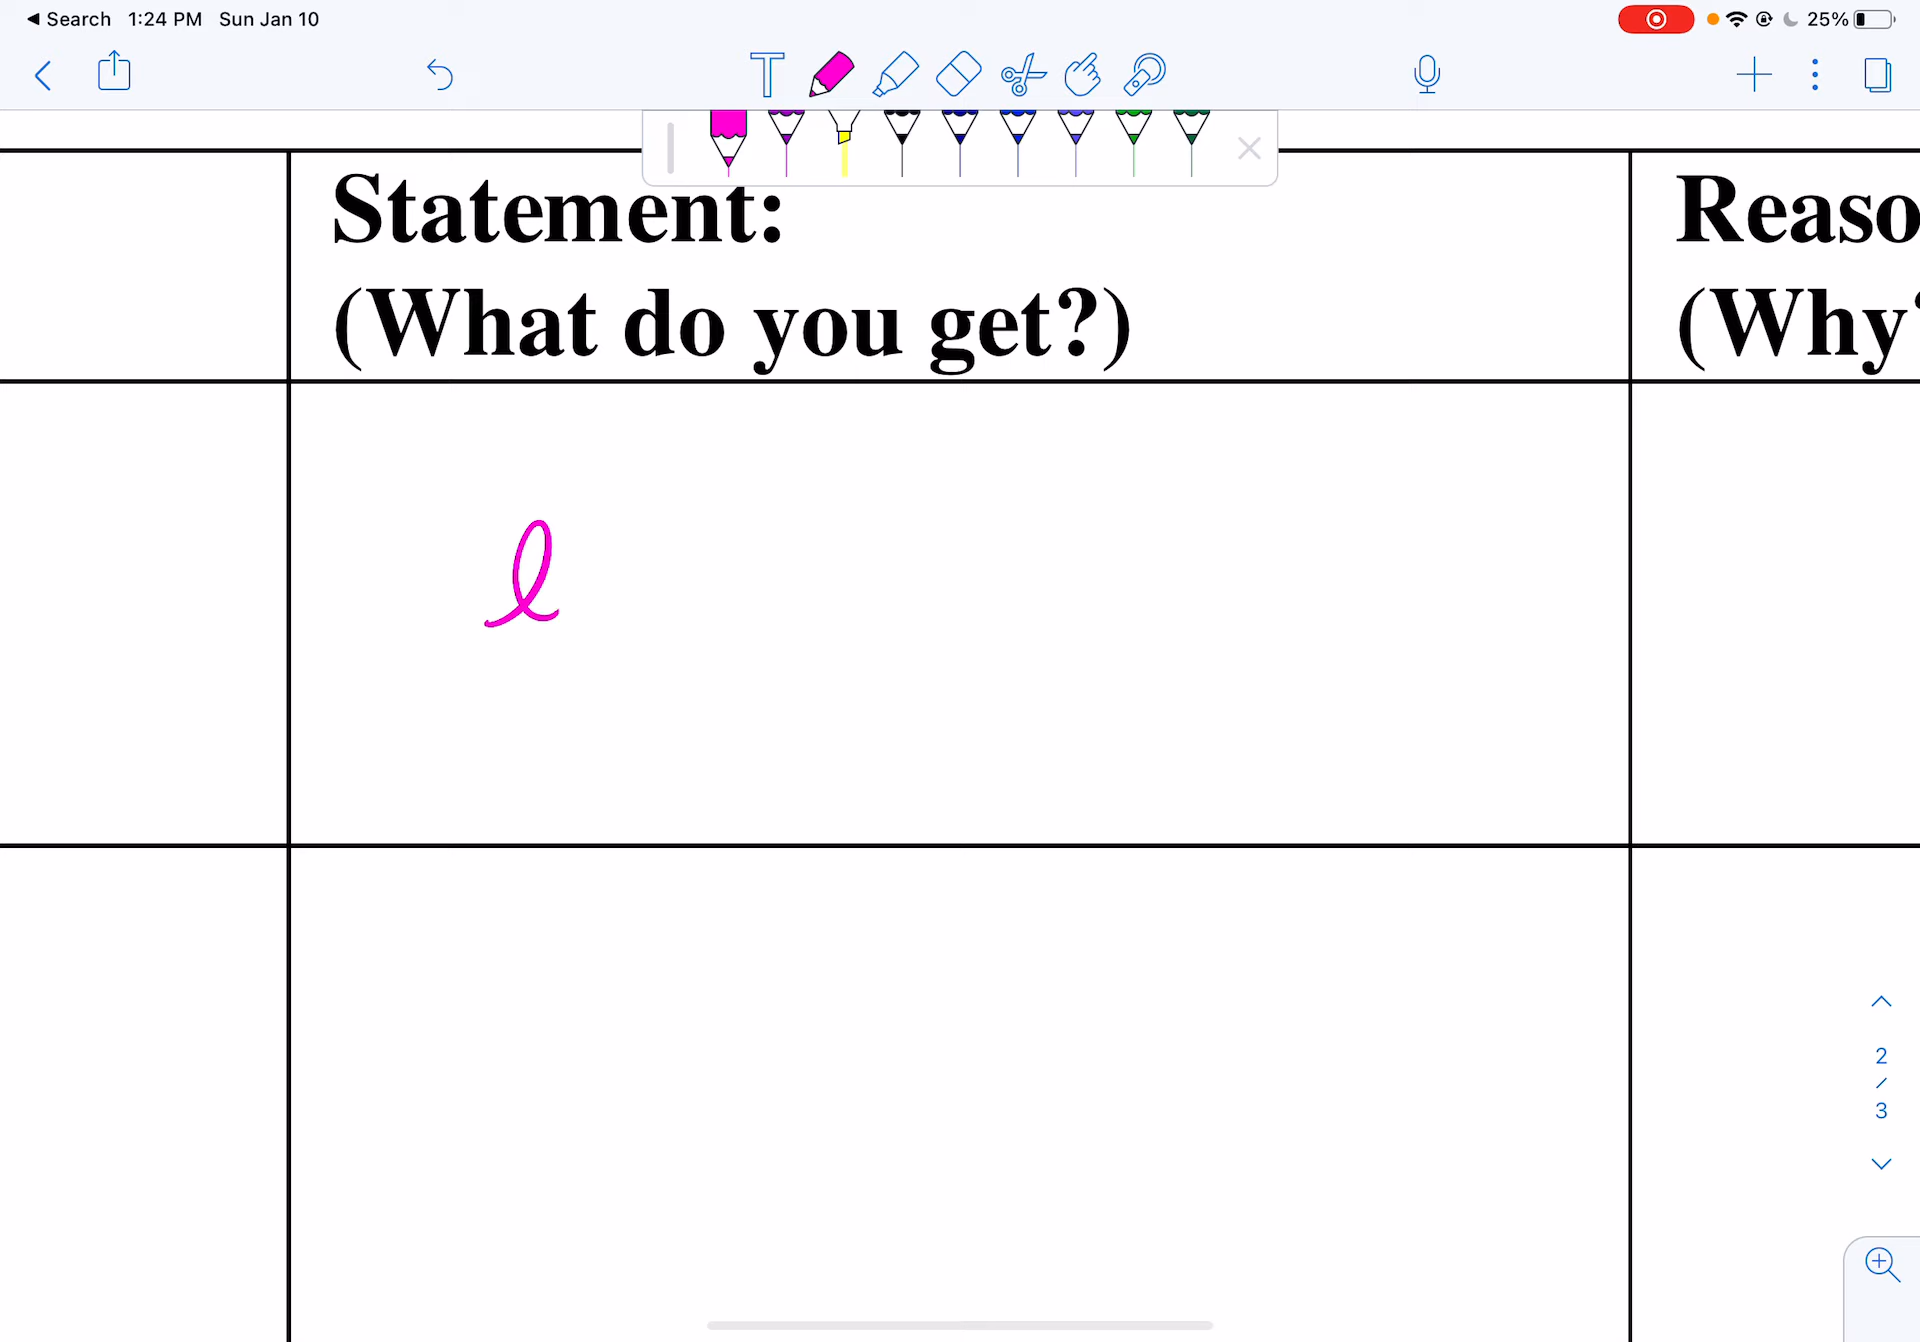 ◀ Search 1:24 PM Sun Jan 10 25%
Statement:
(What do you get?)
Reaso
(Why?
ℓ
2
/
3